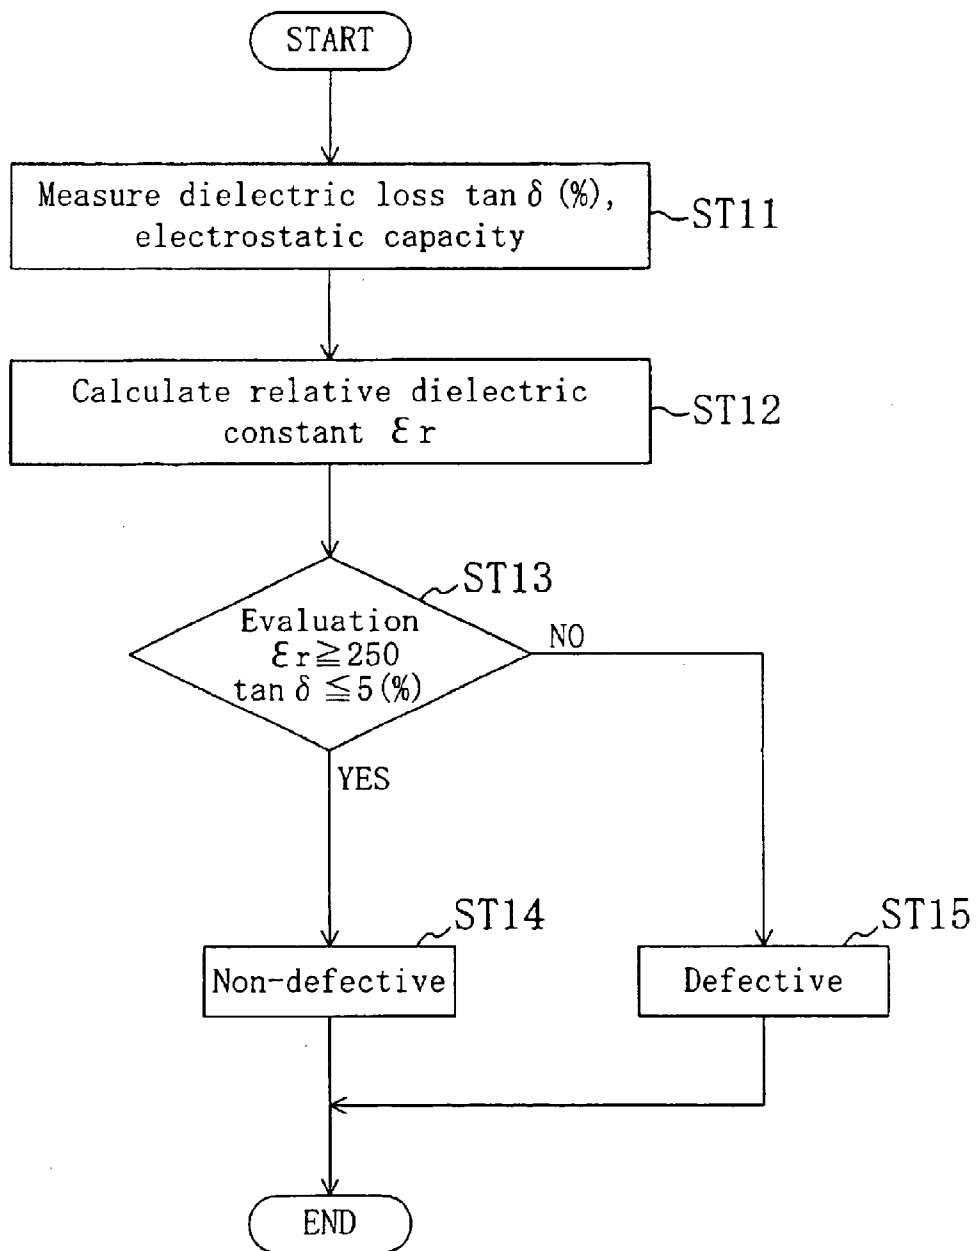 START
Measure dielectric loss tan δ (%),
electrostatic capacity
ST11
Calculate relative dielectric
constant εr
ST12
ST13
Evaluation
εr≧250
tan δ ≦5(%)
NO
YES
ST14
Non-defective
ST15
Defective
END